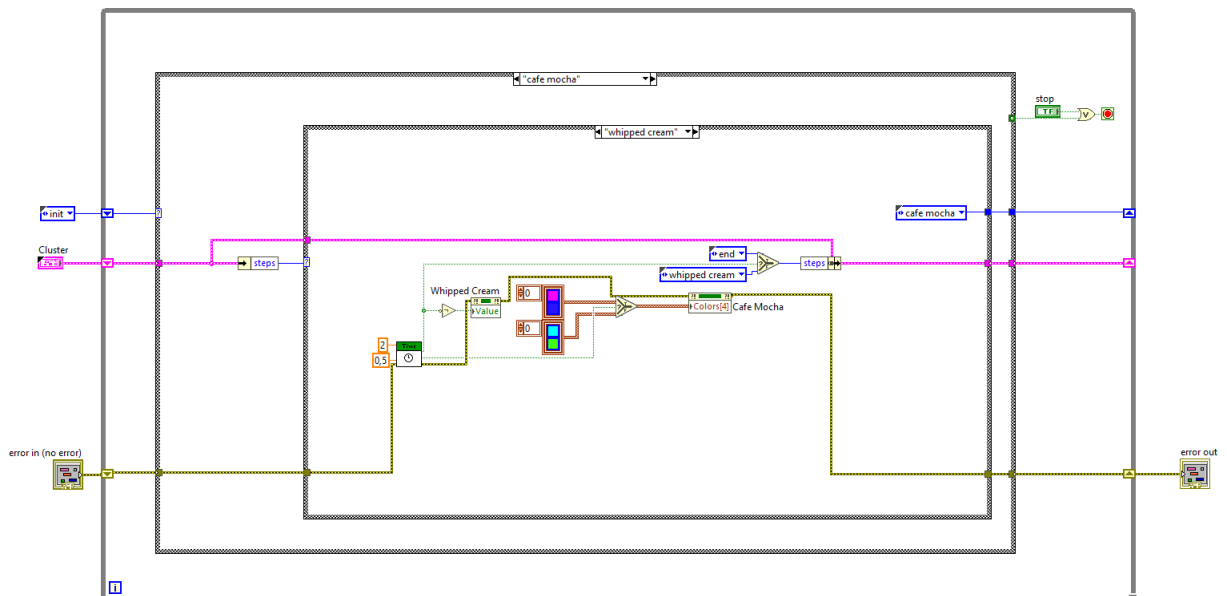 "cafe mocha"
stop
TF
V
"whipped cream"
init
cafe mocha
Cluster
steps
end
steps
whipped cream
Whipped Cream
Value
0
Colors[4]
Cafe Mocha
0
2
0,5
error in (no error)
error out
i